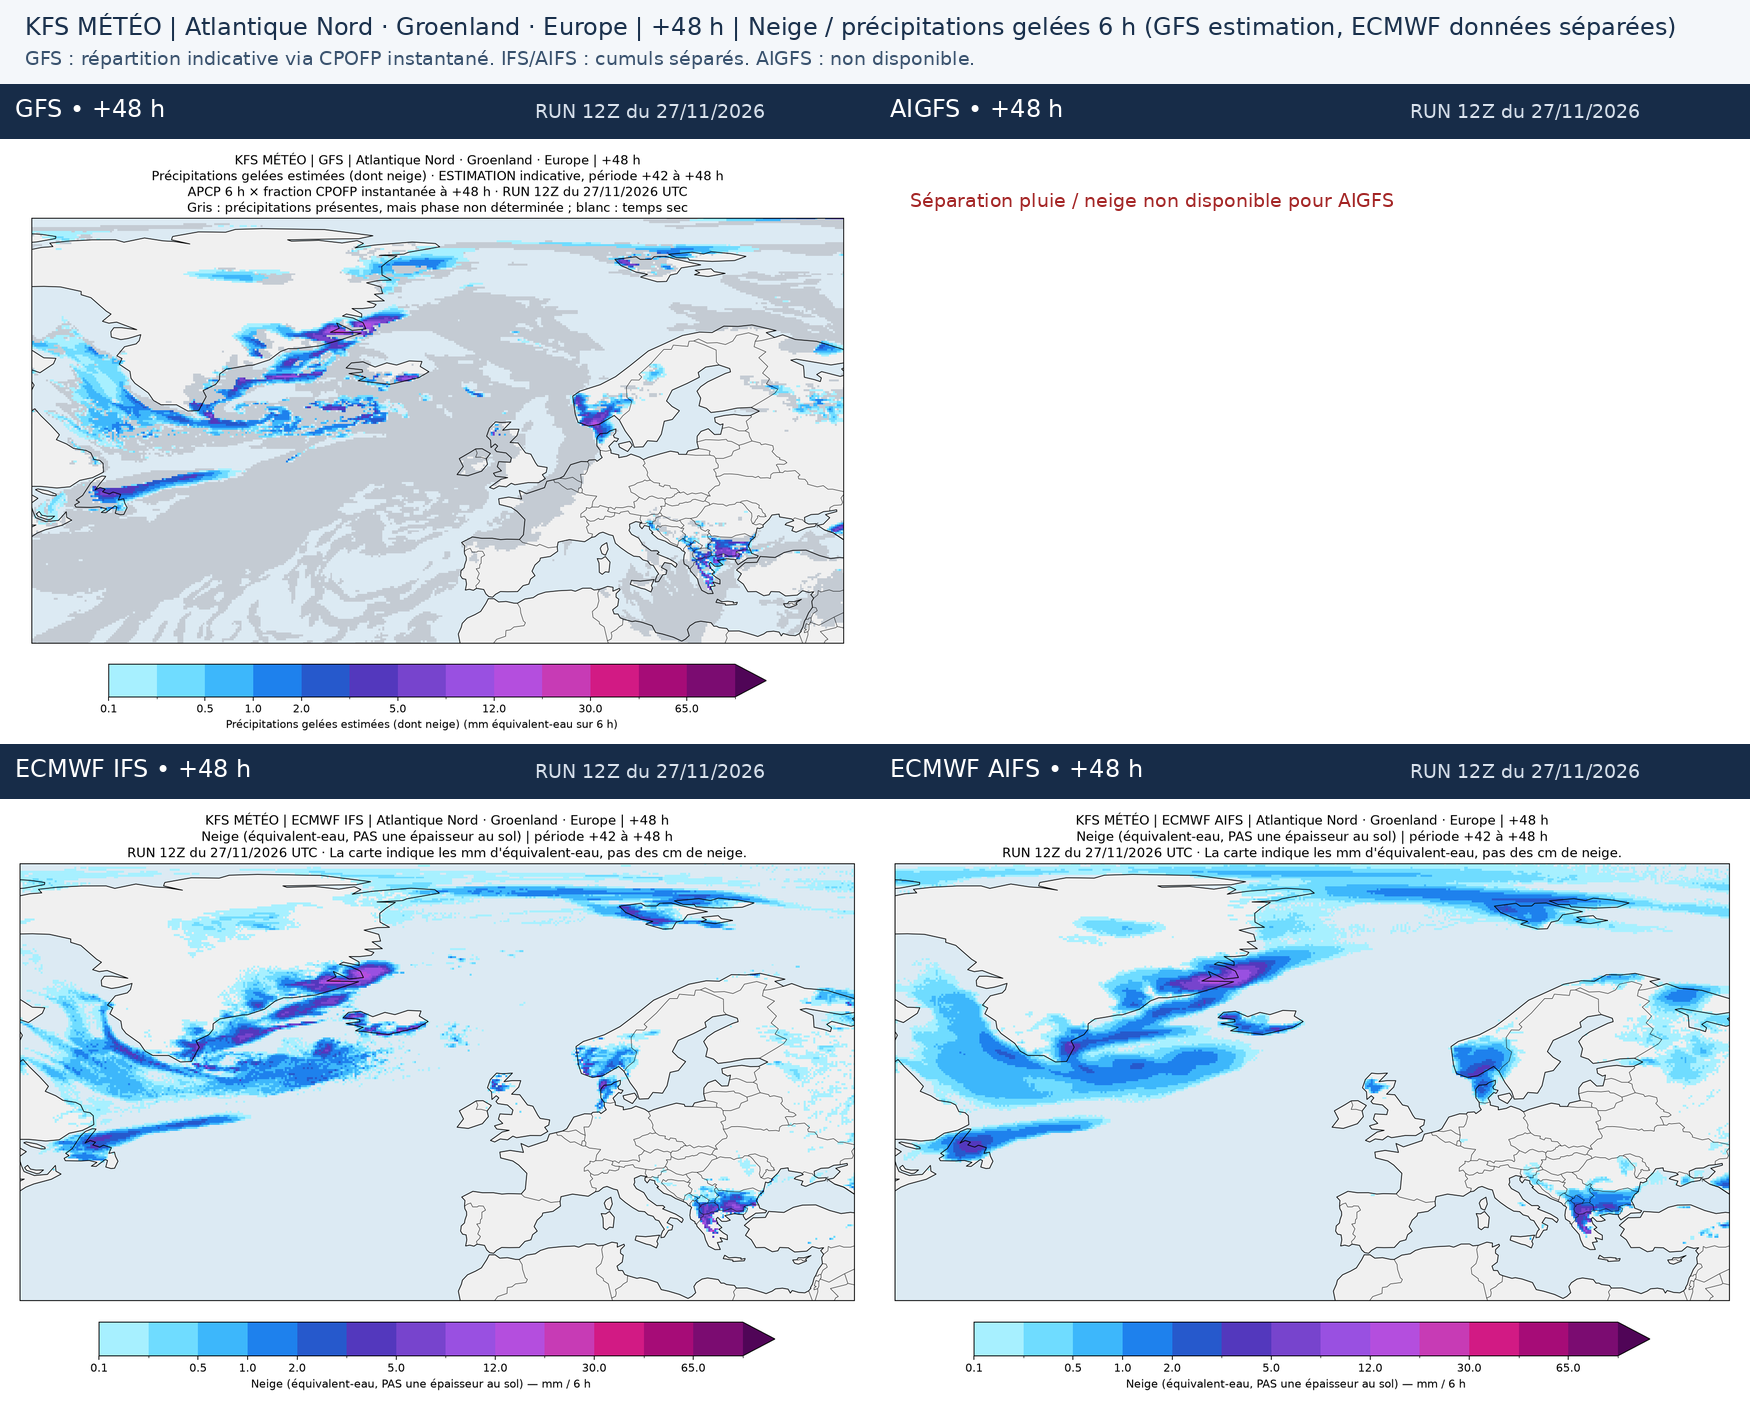 KFS MÉTÉO | Atlantique Nord · Groenland · Europe | +48 h | Neige / précipitations gelées 6 h (GFS estimation, ECMWF données séparées)
GFS : répartition indicative via CPOFP instantané. IFS/AIFS : cumuls séparés. AIGFS : non disponible.
GFS • +48 h
RUN 12Z du 27/11/2026
AIGFS • +48 h
RUN 12Z du 27/11/2026
KFS MÉTÉO | GFS | Atlantique Nord · Groenland · Europe | +48 h
Précipitations gelées estimées (dont neige) · ESTIMATION indicative, période +42 à +48 h
APCP 6 h × fraction CPOFP instantanée à +48 h · RUN 12Z du 27/11/2026 UTC
Gris : précipitations présentes, mais phase non déterminée ; blanc : temps sec
Séparation pluie / neige non disponible pour AIGFS
0.1 0.5 1.0 2.0 5.0 12.0 30.0 65.0
Précipitations gelées estimées (dont neige) (mm équivalent-eau sur 6 h)
ECMWF IFS • +48 h
RUN 12Z du 27/11/2026
ECMWF AIFS • +48 h
RUN 12Z du 27/11/2026
KFS MÉTÉO | ECMWF IFS | Atlantique Nord · Groenland · Europe | +48 h
Neige (équivalent-eau, PAS une épaisseur au sol) | période +42 à +48 h
RUN 12Z du 27/11/2026 UTC · La carte indique les mm d'équivalent-eau, pas des cm de neige.
KFS MÉTÉO | ECMWF AIFS | Atlantique Nord · Groenland · Europe | +48 h
Neige (équivalent-eau, PAS une épaisseur au sol) | période +42 à +48 h
RUN 12Z du 27/11/2026 UTC · La carte indique les mm d'équivalent-eau, pas des cm de neige.
0.1 0.5 1.0 2.0 5.0 12.0 30.0 65.0
Neige (équivalent-eau, PAS une épaisseur au sol) — mm / 6 h
0.1 0.5 1.0 2.0 5.0 12.0 30.0 65.0
Neige (équivalent-eau, PAS une épaisseur au sol) — mm / 6 h